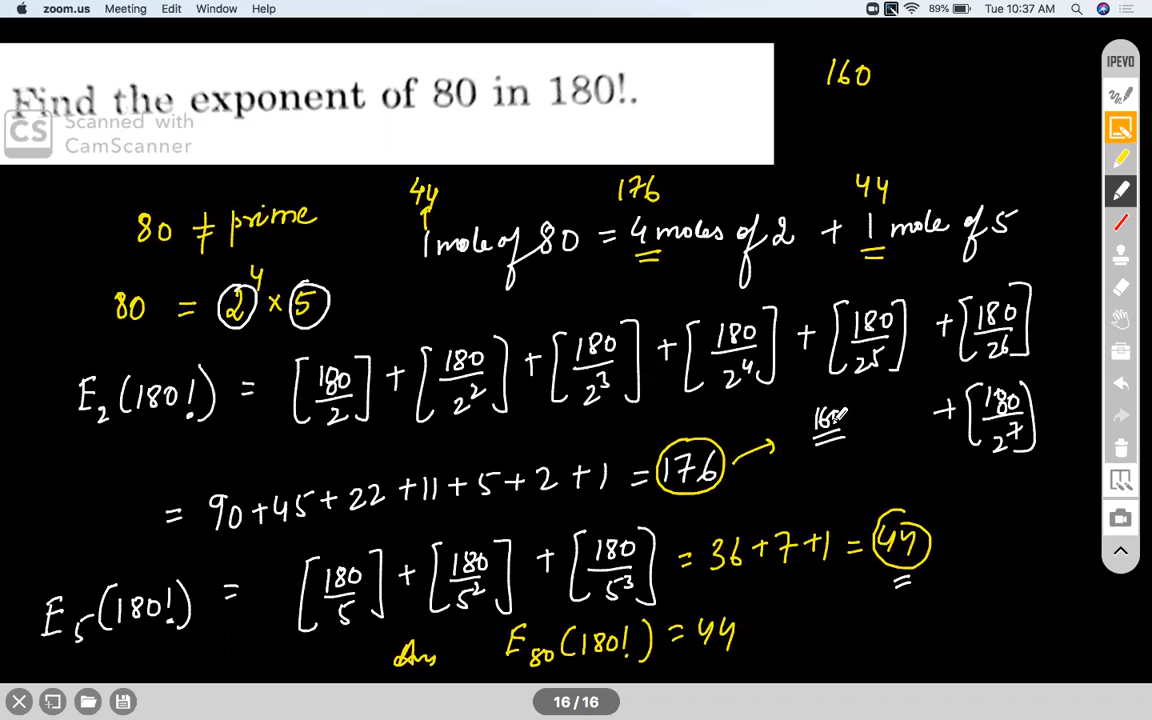 zoom.us Meeting Edit Window Help 89% Tue 10:37 AM
IPEVO
160
Find the exponent of 80 in 180!.
CS Scanned with
CamScanner
44 176 44
80 ≠ prime
1 mole of 80 = 4 moles of 2 + 1 mole of 5
80 = 2^4 × 5
E_2(180!) = [180/2] + [180/2^2] + [180/2^3] + [180/2^4] + [180/25] + [180/26]
+ [180/2^7]
= 90+45+22+11+5+2+1 = 176 →
E_5(180!) = [180/5] + [180/5^2] + [180/5^3] = 36+7+1 = 44
Ans E_80(180!) = 44
16/16